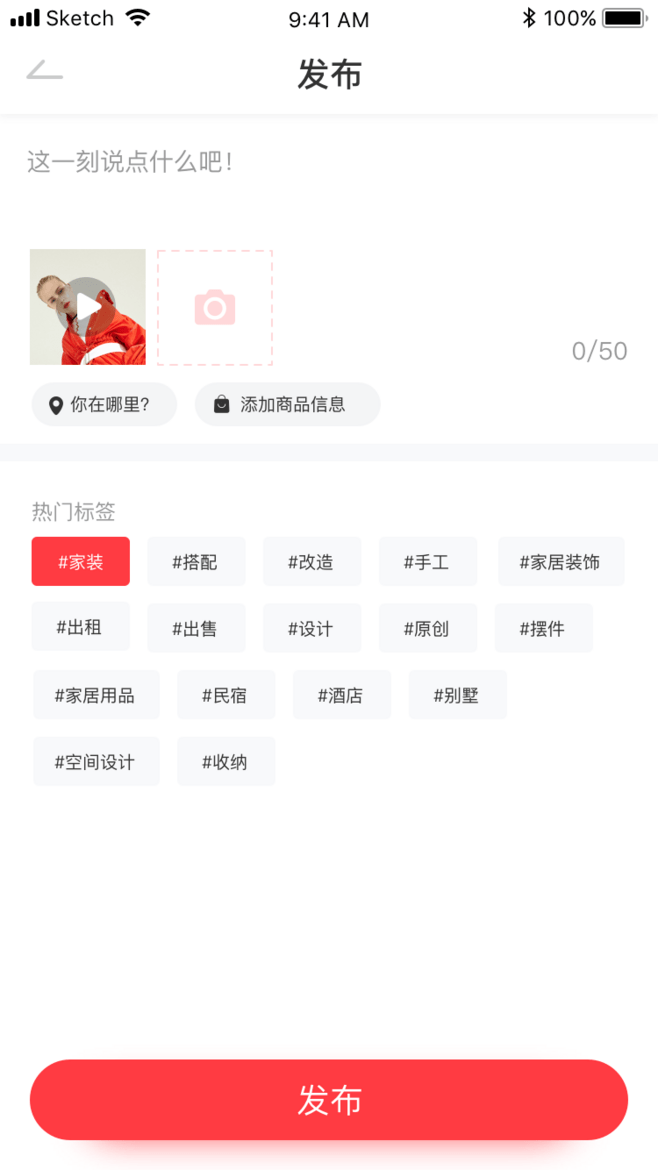 Sketch 9:41 AM 100%
发布
这一刻说点什么吧!
0/50
你在哪里? 添加商品信息
热门标签
#家装 #搭配 #改造 #手工 #家居装饰
#出租 #出售 #设计 #原创 #摆件
#家居用品 #民宿 #酒店 #别墅
#空间设计 #收纳
发布